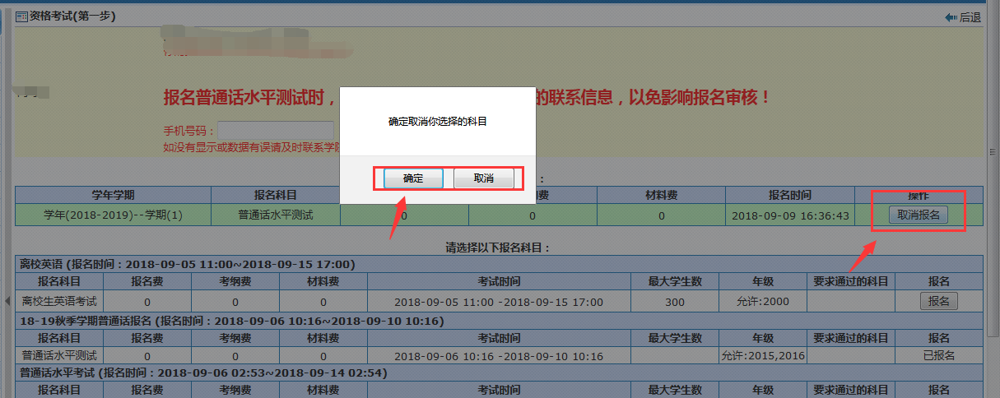 资格考试(第一步)
后退
报名普通话水平测试时，
的联系信息，以免影响报名审核！
手机号码：
如没有显示或数据有误请及时联系学院
确定取消你选择的科目
确定 取消
：
学年学期 报名科目 费 材料费 报名时间 操作
学年(2018-2019)--学期(1) 普通话水平测试 0 0 0 2018-09-09 16:36:43 取消报名
请选择以下报名科目：
离校英语 (报名时间：2018-09-05 11:00~2018-09-15 17:00)
报名科目 报名费 考纲费 材料费 考试时间 最大学生数 年级 要求通过的科目 报名
离校生英语考试 0 0 0 2018-09-05 11:00 -2018-09-15 17:00 300 允许:2000 报名
18-19秋季学期普通话报名 (报名时间：2018-09-06 10:16~2018-09-10 10:16)
报名科目 报名费 考纲费 材料费 考试时间 最大学生数 年级 要求通过的科目 报名
普通话水平测试 0 0 0 2018-09-06 10:16 -2018-09-10 10:16 允许:2015,2016 已报名
普通话水平考试 (报名时间：2018-09-06 02:53~2018-09-14 02:54)
报名科目 报名费 考纲费 材料费 考试时间 最大学生数 年级 要求通过的科目 报名